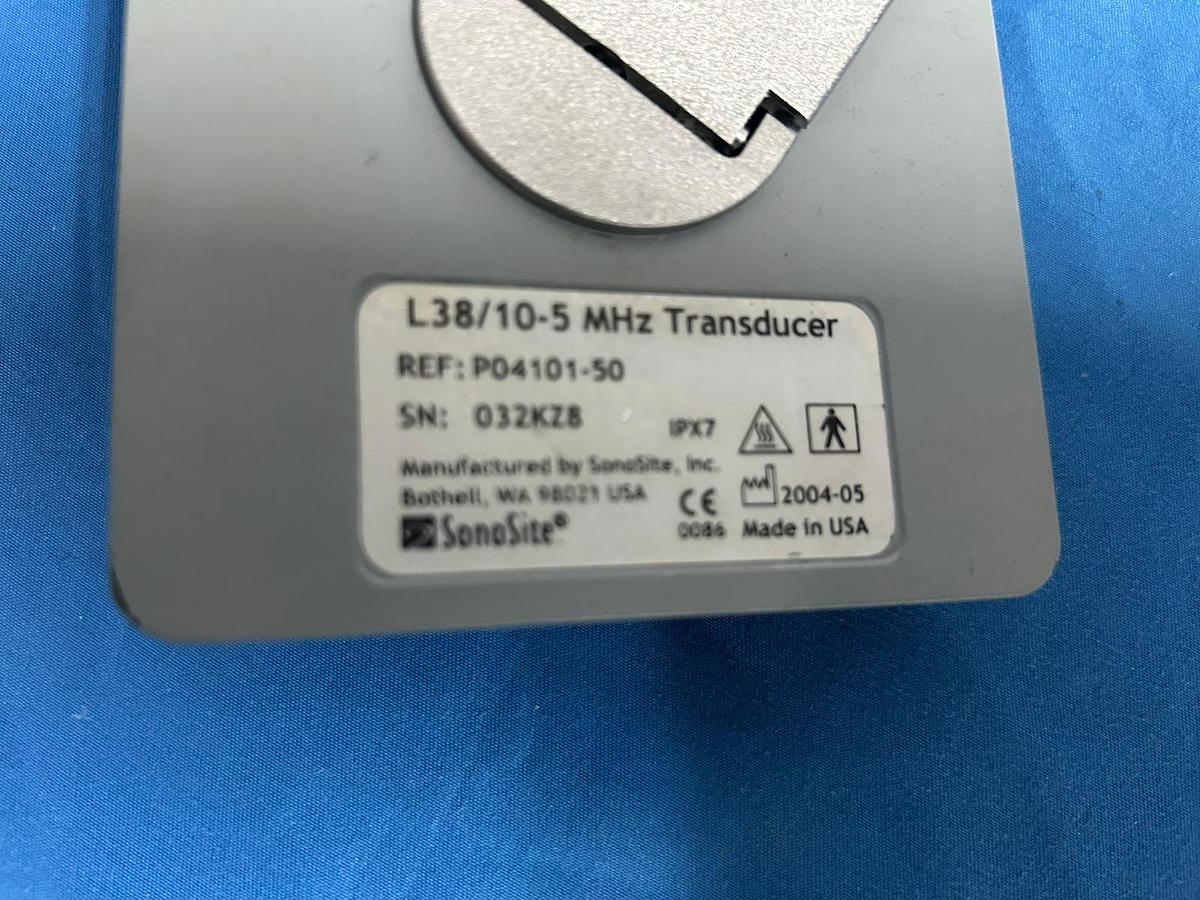 L38/10-5 MHz Transducer
REF: P04101-50
SN: 032KZ8
IPX7
Manufactured by SonoSite, Inc.
Bothell, WA 98021 USA
CE
0086
2004-05
SonoSite®
Made in USA